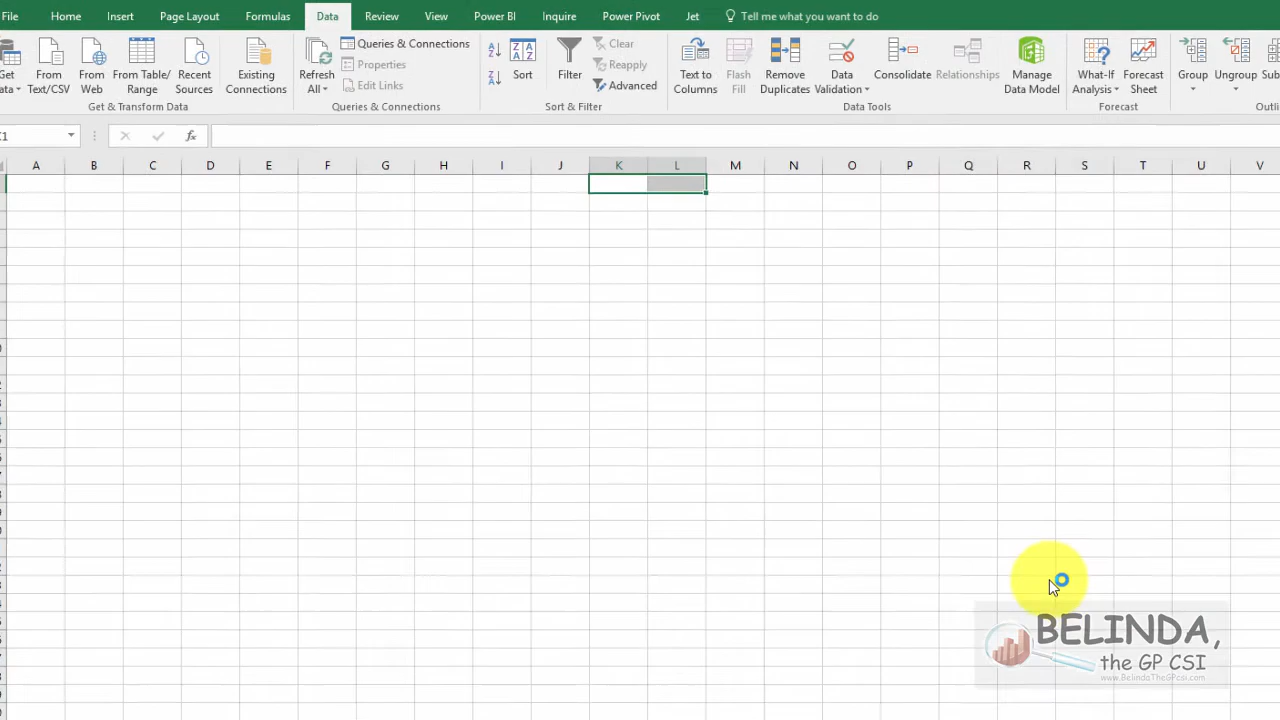 File Home Insert Page Layout Formulas Data Review View Power BI Inquire Power Pivot Jet Tell me what you want to do
Get Data
From Text/CSV
From Web
From Table/ Range
Recent Sources
Existing Connections
Refresh All
Queries & Connections
Properties
Edit Links
Sort
Clear
Reapply
Advanced
Filter
Text to Columns
Flash Fill
Remove Duplicates
Data Validation
Consolidate
Relationships
Manage Data Model
What-If Analysis
Forecast Sheet
Group
Ungroup
Get & Transform Data Queries & Connections Sort & Filter Data Tools Forecast
fx
A B C D E F G H I J K L M N O P Q R S T U V
BELINDA,
the GP CSI
www.BelindaTheGPcsi.com